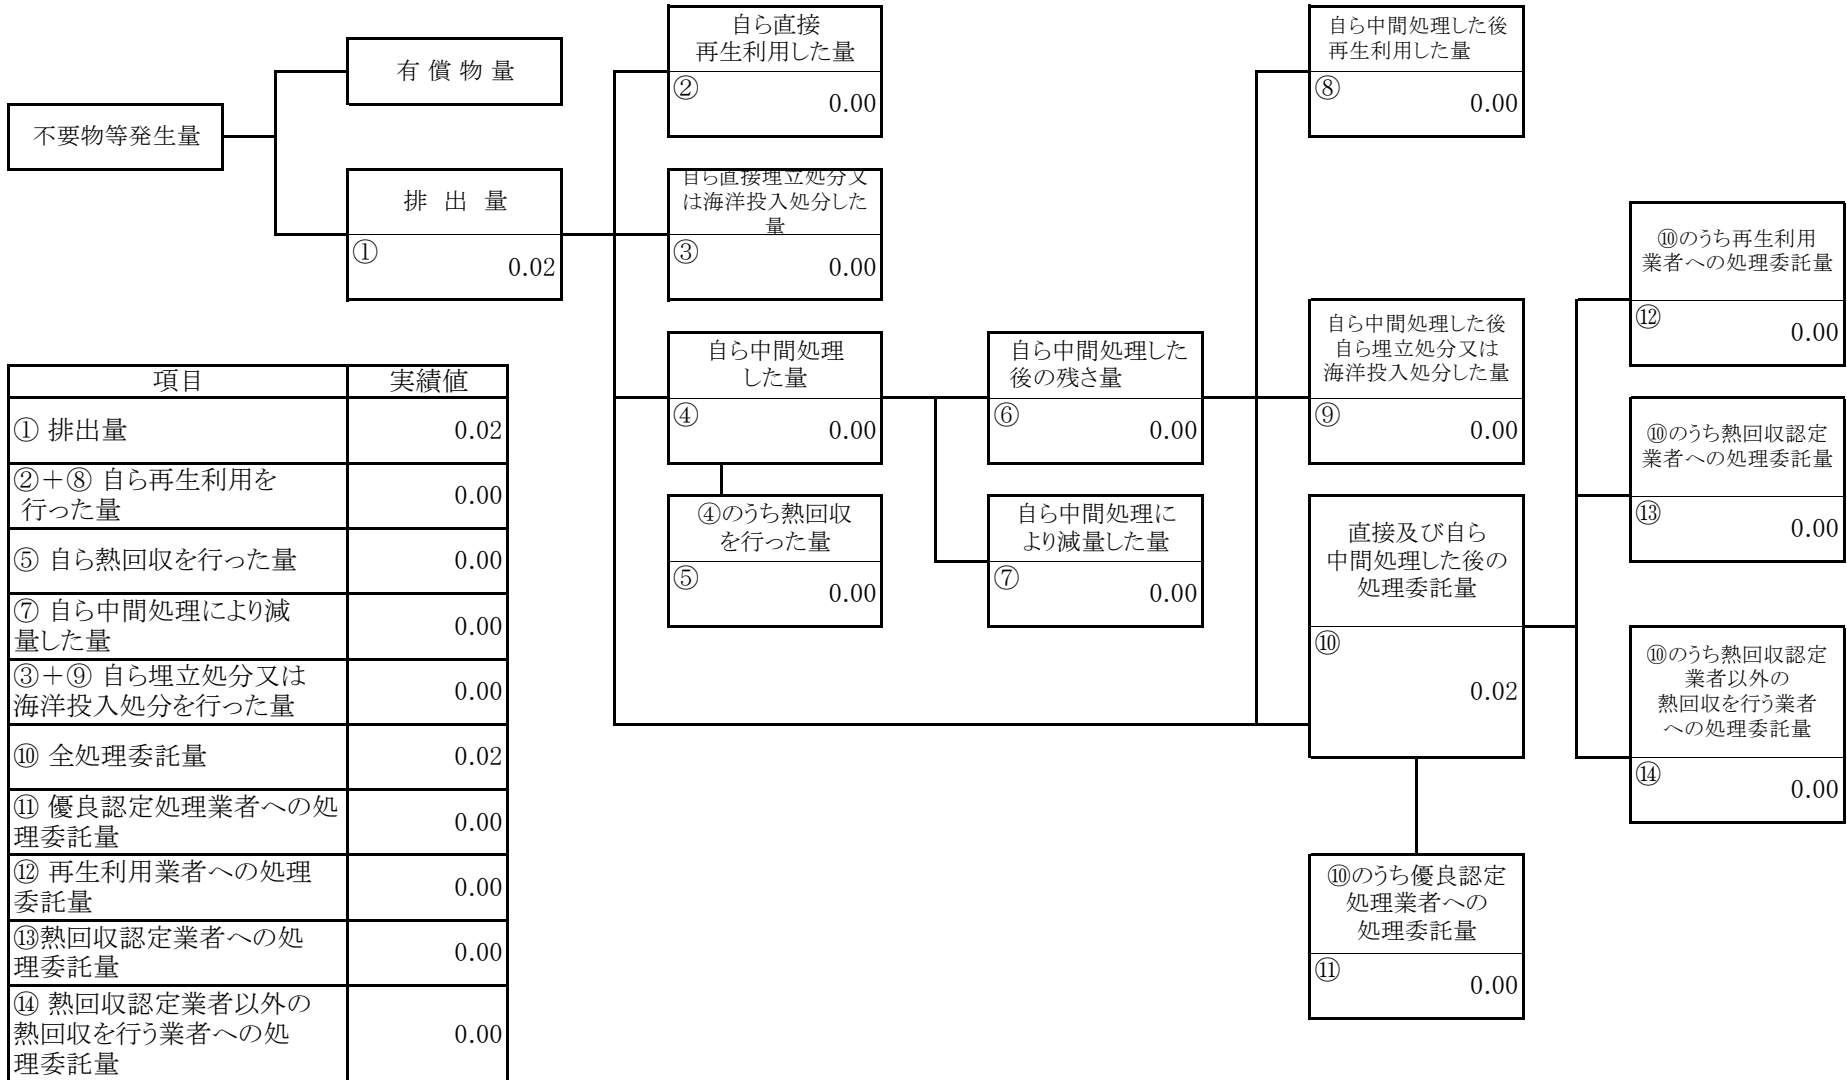 不要物等発生量
有 償 物 量
排 出 量
①
0.02
自ら直接
再生利用した量
②
0.00
自ら直接埋立処分又
は海洋投入処分した
量
③
0.00
自ら中間処理
した量
④
0.00
④のうち熱回収
を行った量
⑤
0.00
自ら中間処理した
後の残さ量
⑥
0.00
自ら中間処理に
より減量した量
⑦
0.00
自ら中間処理した後
再生利用した量
⑧
0.00
自ら中間処理した後
自ら埋立処分又は
海洋投入処分した量
⑨
0.00
直接及び自ら
中間処理した後の
処理委託量
⑩
0.02
⑩のうち優良認定
処理業者への
処理委託量
⑪
0.00
⑩のうち再生利用
業者への処理委託量
⑫
0.00
⑩のうち熱回収認定
業者への処理委託量
⑬
0.00
⑩のうち熱回収認定
業者以外の
熱回収を行う業者
への処理委託量
⑭
0.00
項目 実績値
① 排出量 0.02
②+⑧ 自ら再生利用を
行った量 0.00
⑤ 自ら熱回収を行った量 0.00
⑦ 自ら中間処理により減
量した量 0.00
③+⑨ 自ら埋立処分又は
海洋投入処分を行った量 0.00
⑩ 全処理委託量 0.02
⑪ 優良認定処理業者への処
理委託量 0.00
⑫ 再生利用業者への処理
委託量 0.00
⑬熱回収認定業者への処
理委託量 0.00
⑭ 熱回収認定業者以外の
熱回収を行う業者への処
理委託量 0.00